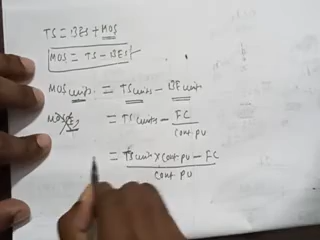 TS = BES + MOS
MOS = TS - BES
MOS units = TS units - BE units
MOS = TS units - FC / Cont pu
= TS units x Cont pu - FC / Cont pu